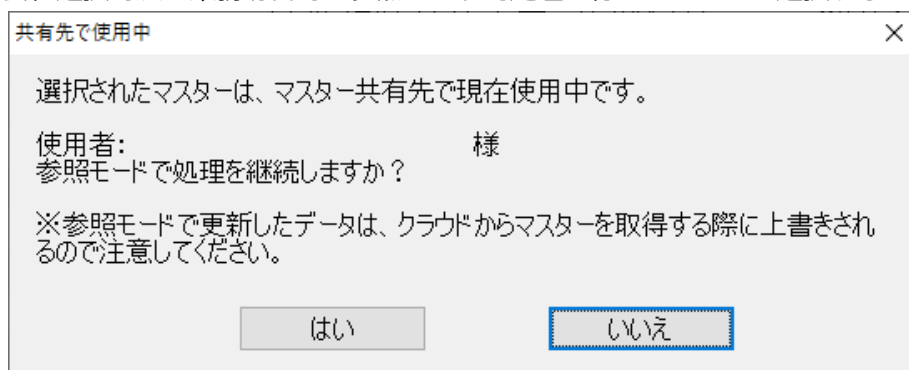 共有先で使用中
選択されたマスターは、マスター共有先で現在使用中です。
使用者: 様
参照モードで処理を継続しますか?
※参照モードで更新したデータは、クラウドからマスターを取得する際に上書きされ
るので注意してください。
はい
いいえ